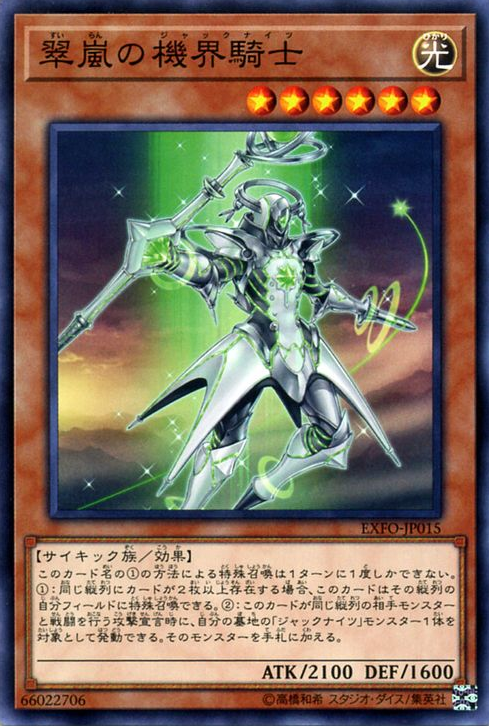 翠嵐の機界騎士
光
【サイキック族／効果】
このカード名の①の方法による特殊召喚は１ターンに１度しかできない。
①：同じ縦列にカードが２枚以上存在する場合、このカードはその縦列の
自分フィールドに特殊召喚できる。②：このカードが同じ縦列の相手モンスター
と戦闘を行う攻撃宣言時に、自分の墓地の「ジャックナイツ」モンスター１体を
対象として発動できる。そのモンスターを手札に加える。
EXFO-JP015
ATK/2100 DEF/1600
66022706
©高橋和希 スタジオ・ダイス/集英社